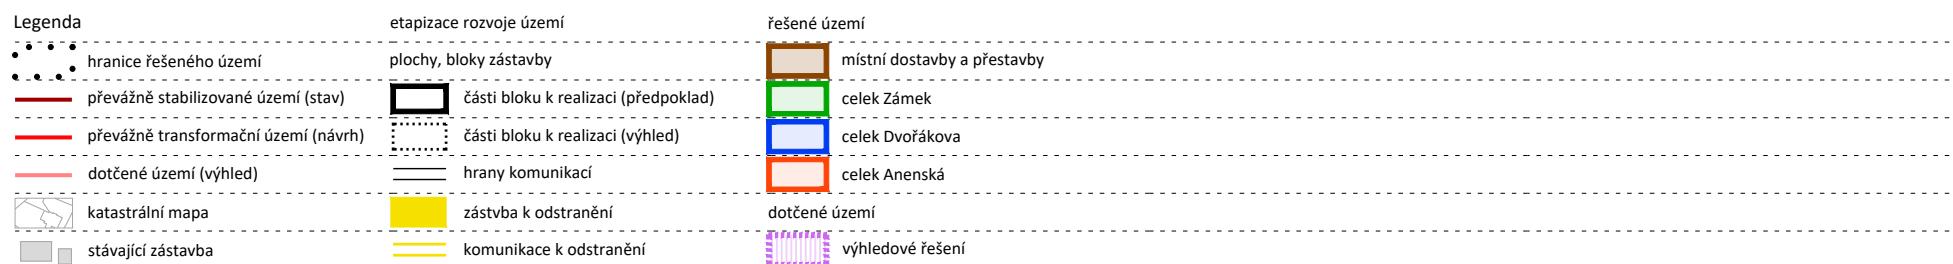 Legenda
hranice řešeného území
převážně stabilizované území (stav)
převážně transformační území (návrh)
dotčené území (výhled)
katastrální mapa
stávající zástavba
etapizace rozvoje území
plochy, bloky zástavby
části bloku k realizaci (předpoklad)
části bloku k realizaci (výhled)
hrany komunikací
zástvba k odstranění
komunikace k odstranění
řešené území
místní dostavby a přestavby
celek Zámek
celek Dvořákova
celek Anenská
dotčené území
výhledové řešení